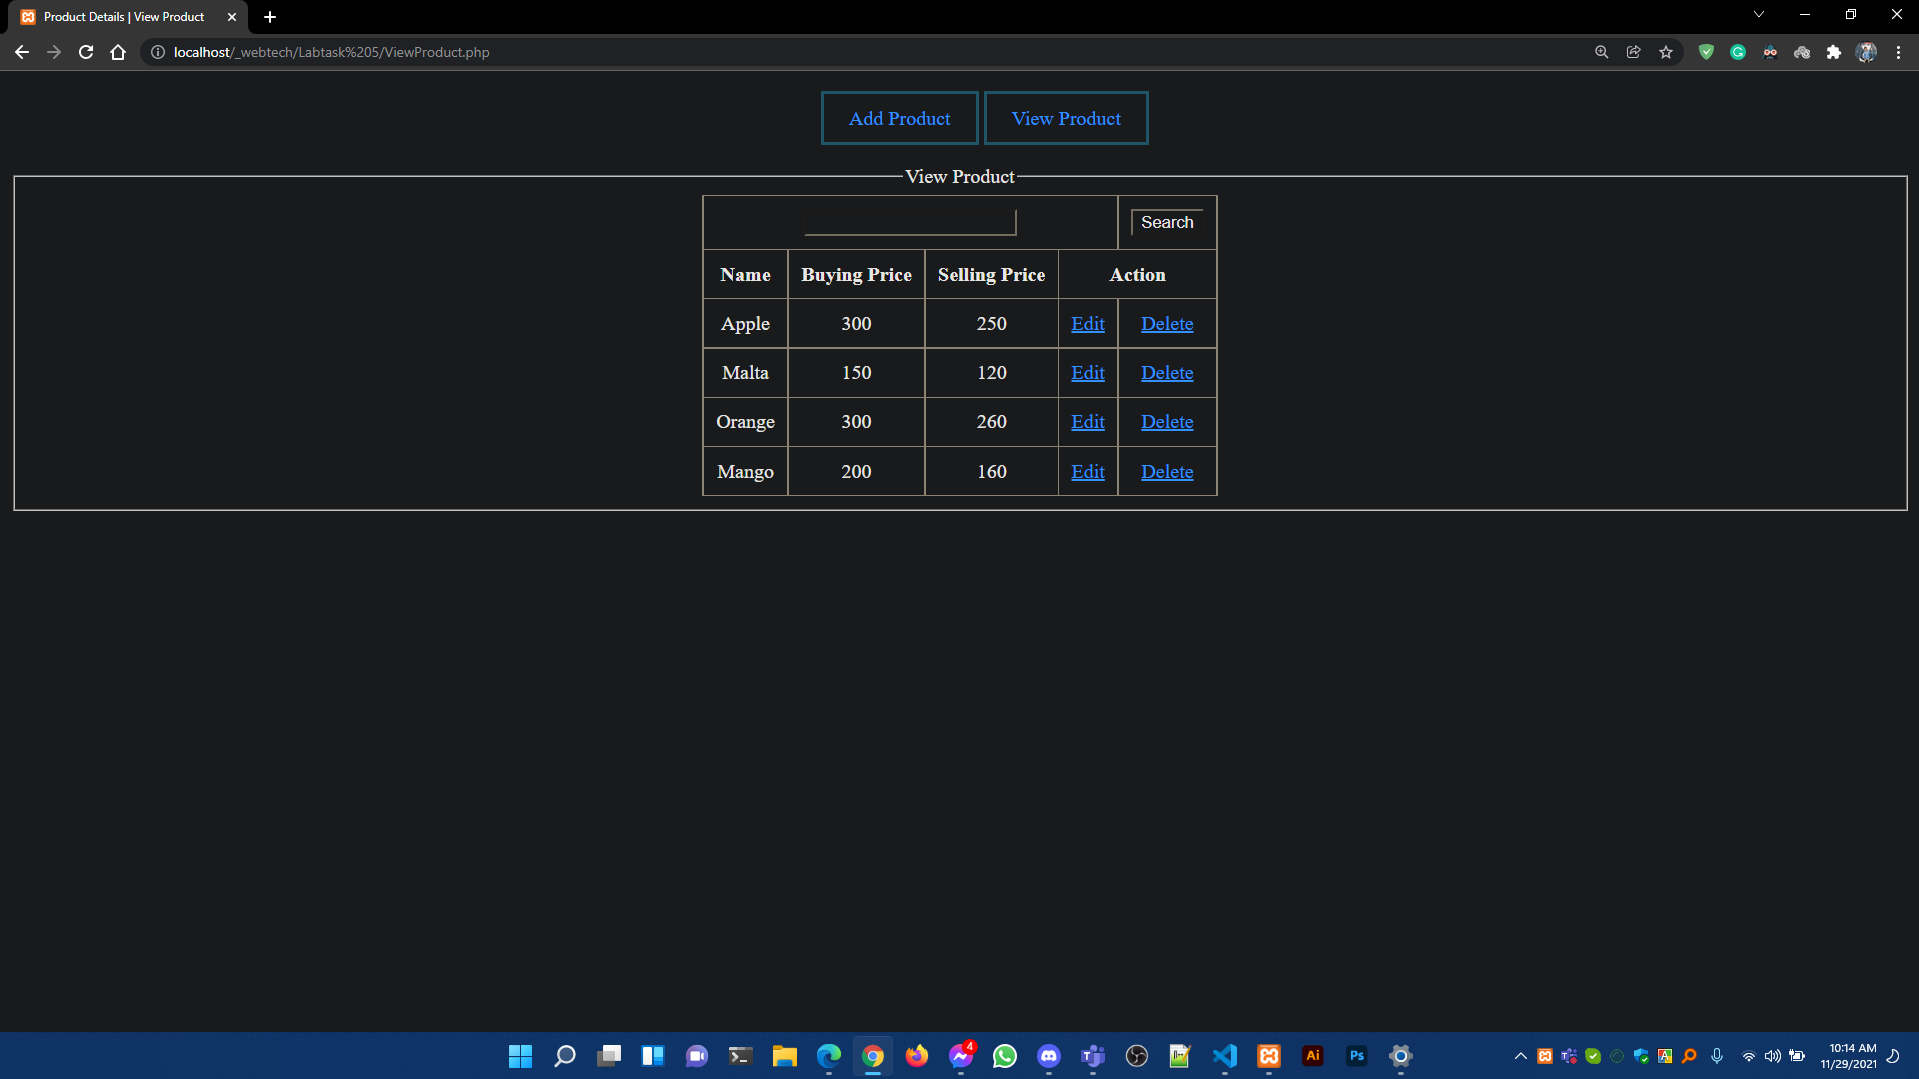 Product Details | View Product
localhost/_webtech/Labtask%205/ViewProduct.php
Add Product View Product
View Product
Search
Name Buying Price Selling Price Action
Apple 300 250 Edit Delete
Malta 150 120 Edit Delete
Orange 300 260 Edit Delete
Mango 200 160 Edit Delete
4
Ai Ps
10:14 AM
11/29/2021